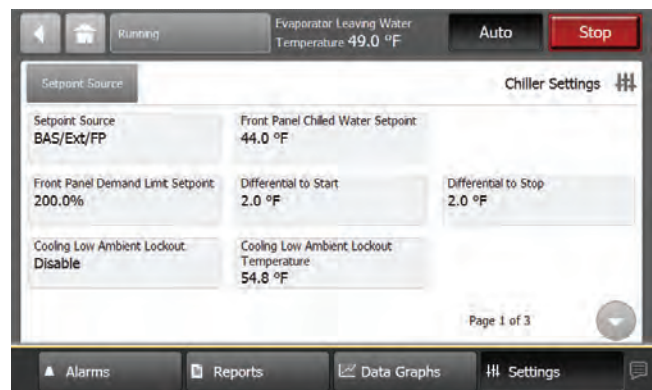 Running
Evaporator Leaving Water
Temperature 49.0 °F
Auto
Stop
Setpoint Source
Chiller Settings
Setpoint Source
BAS/Ext/FP
Front Panel Chilled Water Setpoint
44.0 °F
Front Panel Demand Limit Setpoint
200.0%
Differential to Start
2.0 °F
Differential to Stop
2.0 °F
Cooling Low Ambient Lockout
Disable
Cooling Low Ambient Lockout
Temperature
54.8 °F
Page 1 of 3
Alarms
Reports
Data Graphs
Settings